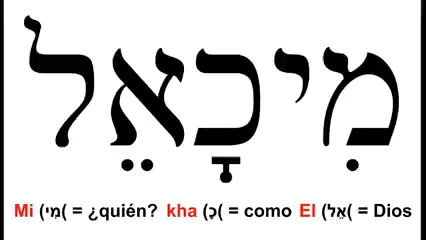 מִיכָאֵל
Mi (מִי) = ¿quién? kha (כָ) = como El (אֵל) = Dios